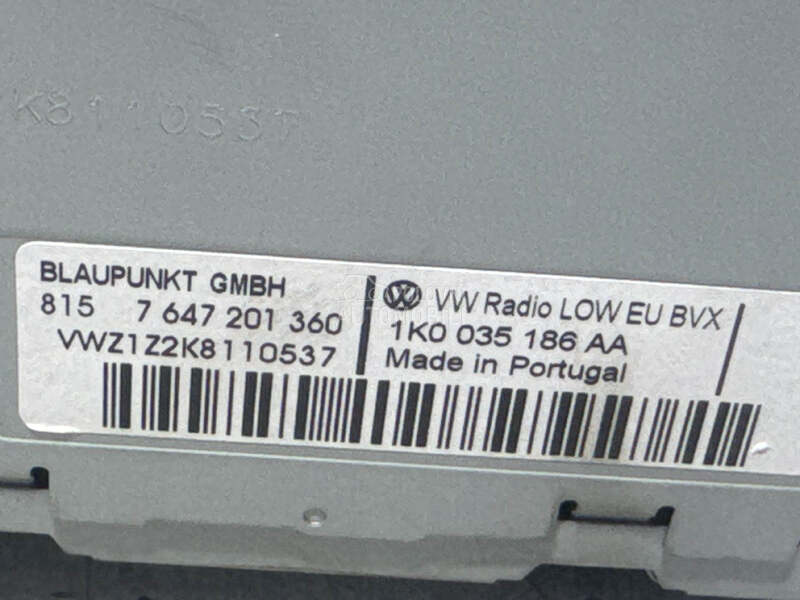 K811053
BLAUPUNKT GMBH
815 7 647 201 360
VWZ1Z2K8110537
VW Radio LOW EU BVX
1K0 035 186 AA
Made in Portugal